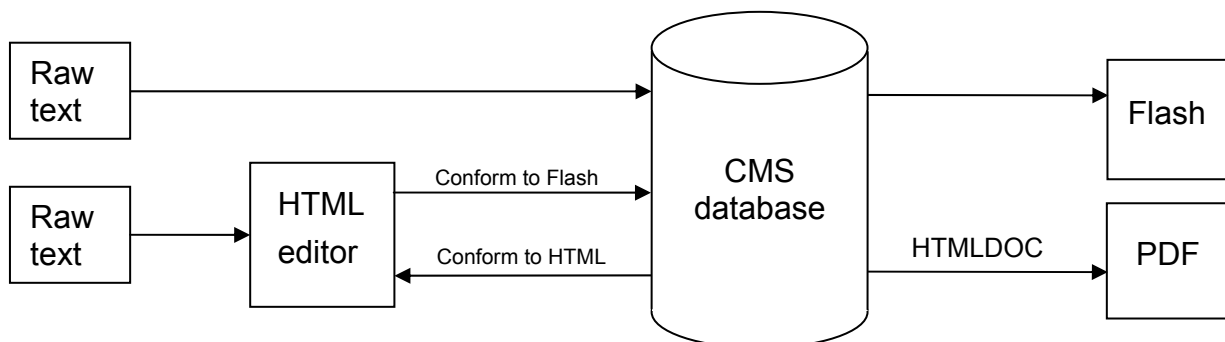 Raw
text
Flash
Conform to Flash
CMS
database
Raw
text
HTML
editor
Conform to HTML
HTMLDOC
PDF